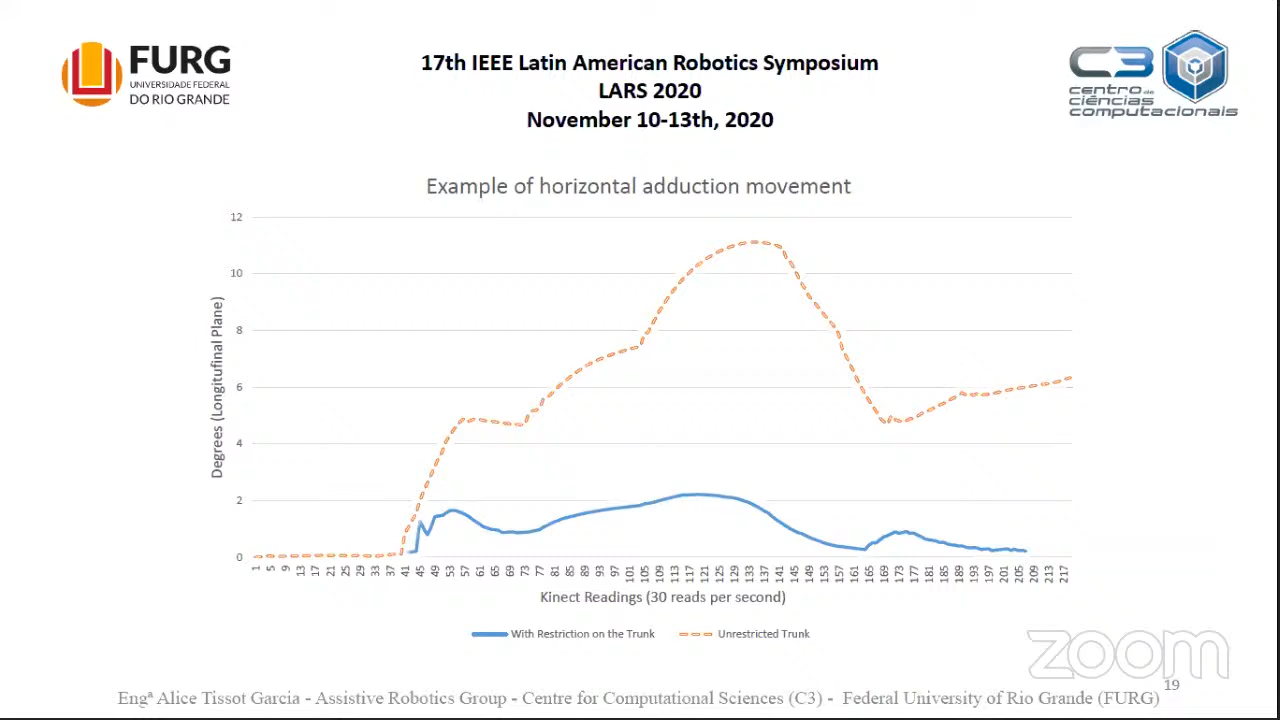 FURG
UNIVERSIDADE FEDERAL
DO RIO GRANDE
17th IEEE Latin American Robotics Symposium
LARS 2020
November 10-13th, 2020
C3
centro de
ciências
computacionais
Example of horizontal adduction movement
Degrees (Longitufinal Plane)
12
10
8
6
4
2
0
1 5 9 13 17 21 25 29 33 37 41 45 49 53 57 61 65 69 73 77 81 85 89 93 97 101 105 109 113 117 121 125 129 133 137 141 145 149 153 157 161 165 169 173 177 181 185 189 193 197 201 205 209 213 217
Kinect Readings (30 reads per second)
With Restriction on the Trunk
Unrestricted Trunk
zoom
19
Engª Alice Tissot Garcia - Assistive Robotics Group - Centre for Computational Sciences (C3) - Federal University of Rio Grande (FURG)